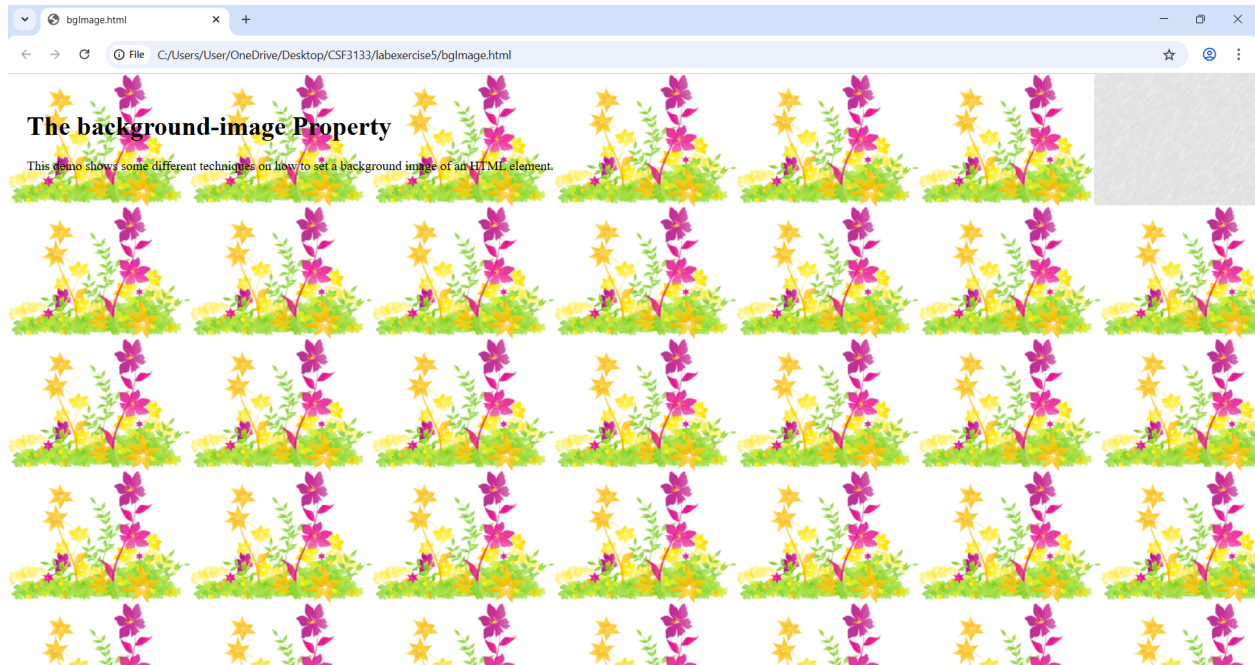 bgImage.html
File
C:/Users/User/OneDrive/Desktop/CSF3133/labexercise5/bgImage.html
The background-image Property
This demo shows some different techniques on how to set a background image of an HTML element.